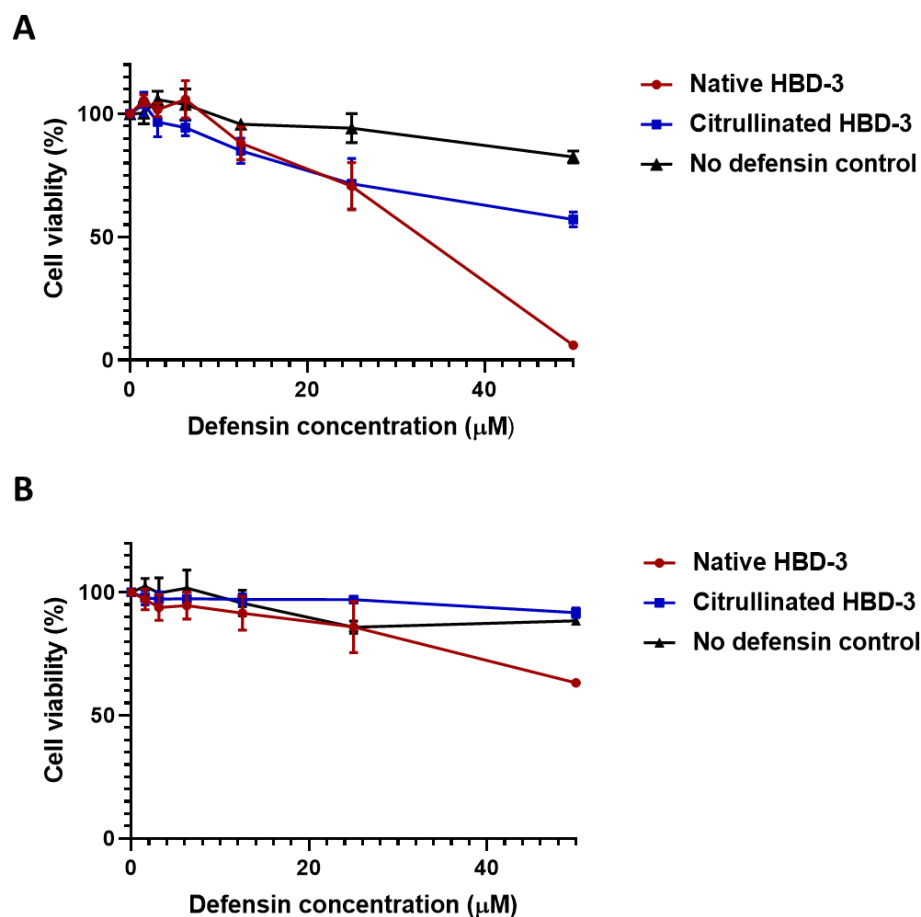 A
Native HBD-3
Citrullinated HBD-3
No defensin control
Cell viablity (%)
100
50
0
0
20
40
Defensin concentration (μM)
B
Native HBD-3
Citrullinated HBD-3
No defensin control
Cell viability (%)
100
50
0
0
20
40
Defensin concentration (μM)